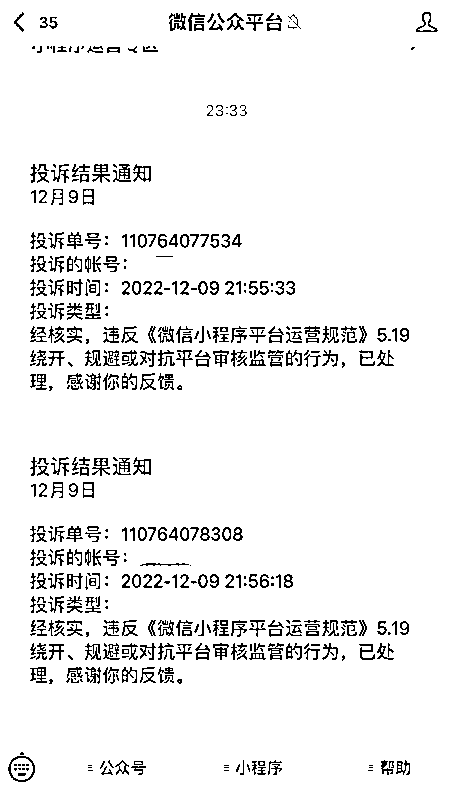 35
微信公众平台
23:33
投诉结果通知
12月9日
投诉单号：110764077534
投诉的帐号：
投诉时间：2022-12-09 21:55:33
投诉类型：
经核实，违反《微信小程序平台运营规范》5.19
绕开、规避或对抗平台审核监管的行为，已处
理，感谢你的反馈。
投诉结果通知
12月9日
投诉单号：110764078308
投诉的帐号：
投诉时间：2022-12-09 21:56:18
投诉类型：
经核实，违反《微信小程序平台运营规范》5.19
绕开、规避或对抗平台审核监管的行为，已处
理，感谢你的反馈。
公众号
小程序
帮助